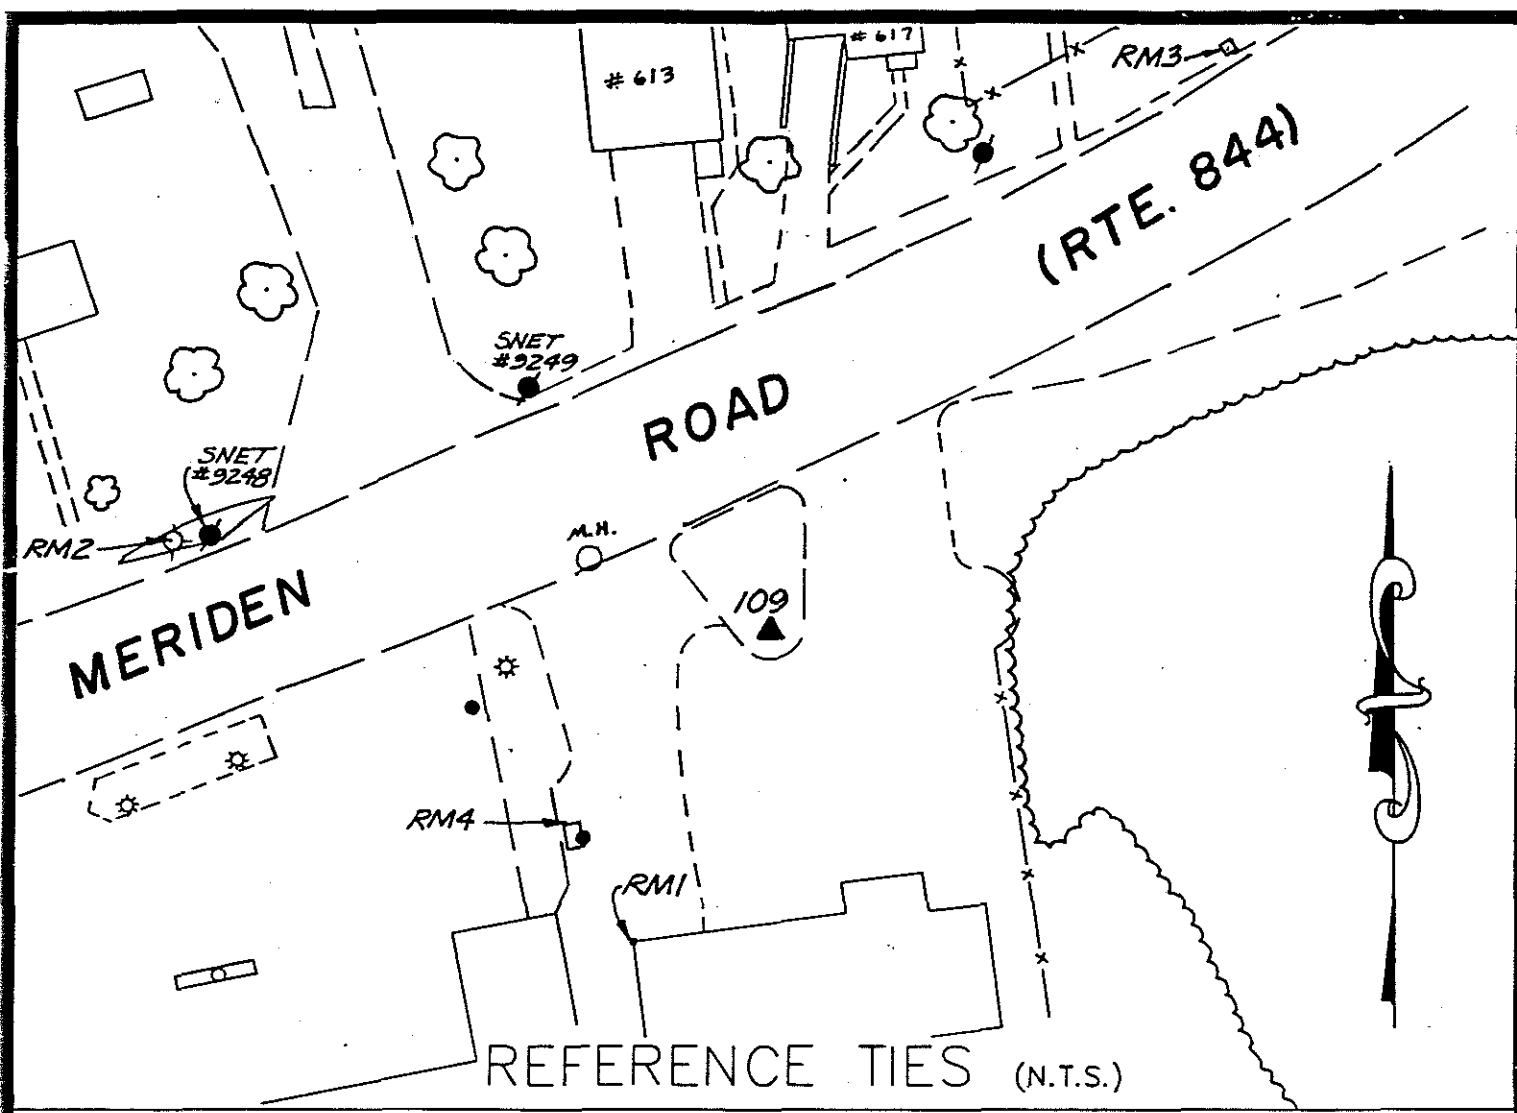 # 617
RM3
# 613
(RTE. 844)
SNET
#9249
ROAD
SNET
#9248
M.H.
RM2
MERIDEN
109
RM4
RM1
REFERENCE TIES (N.T.S.)